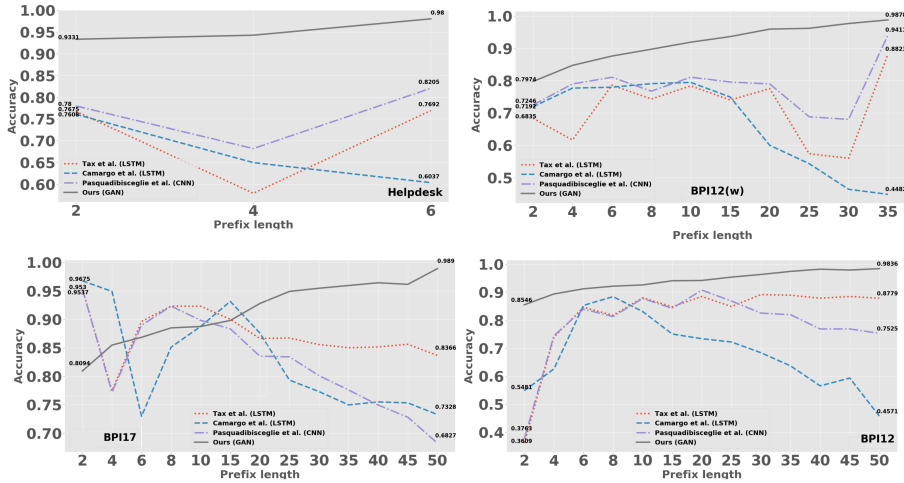 1.00
0.95
0.90
0.85
0.80
0.75
0.70
0.65
0.60
Accuracy
0.9331
0.98
0.78
0.7675
0.7608
0.8205
0.7692
0.6037
Tax et al. (LSTM)
Camargo et al. (LSTM)
Pasquadibisceglie et al. (CNN)
Ours (GAN)
Helpdesk
2 4 6
Prefix length
1.0
0.9
0.8
0.7
0.6
0.5
Accuracy
0.7974
0.7246
0.7192
0.6835
0.9878
0.9413
0.4482
Tax et al. (LSTM)
Camargo et al. (LSTM)
Pasquadibisceglie et al. (CNN)
Ours (GAN)
BPI12(w)
2 4 6 8 10 15 20 25 30 35
Prefix length
1.00
0.95
0.90
0.85
0.80
0.75
0.70
Accuracy
0.9675
0.953
0.9537
0.8094
0.989
0.8366
0.7328
0.6827
Tax et al. (LSTM)
Camargo et al. (LSTM)
Pasquadibisceglie et al. (CNN)
Ours (GAN)
BPI17
2 4 6 8 10 15 20 25 30 35 40 45 50
Prefix length
1.0
0.9
0.8
0.7
0.6
0.5
0.4
Accuracy
0.8546
0.5481
0.3763
0.3609
0.9836
0.8779
0.7525
0.4571
Tax et al. (LSTM)
Camargo et al. (LSTM)
Pasquadibisceglie et al. (CNN)
Ours (GAN)
BPI12
2 4 6 8 10 15 20 25 30 35 40 45 50
Prefix length